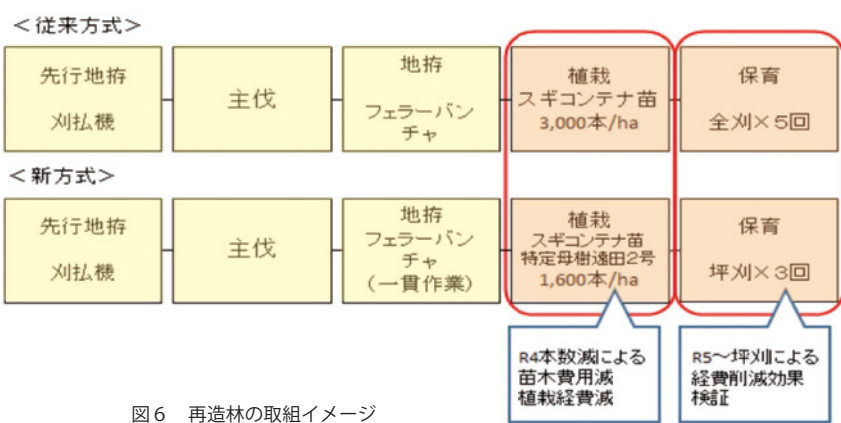 ＜従来方式＞
先行地拵
刈払機
主伐
地拵
フェラーバン
チャ
植栽
スギコンテナ苗
3,000本/ha
保育
全刈×5回
＜新方式＞
先行地拵
刈払機
主伐
地拵
フェラーバン
チャ
(一貫作業)
植栽
スギコンテナ苗
特定母樹遠田2号
1,600本/ha
保育
坪刈×3回
R4本数減による
苗木費用減
植栽経費減
R5～坪刈による
経費削減効果
検証
図６　再造林の取組イメージ